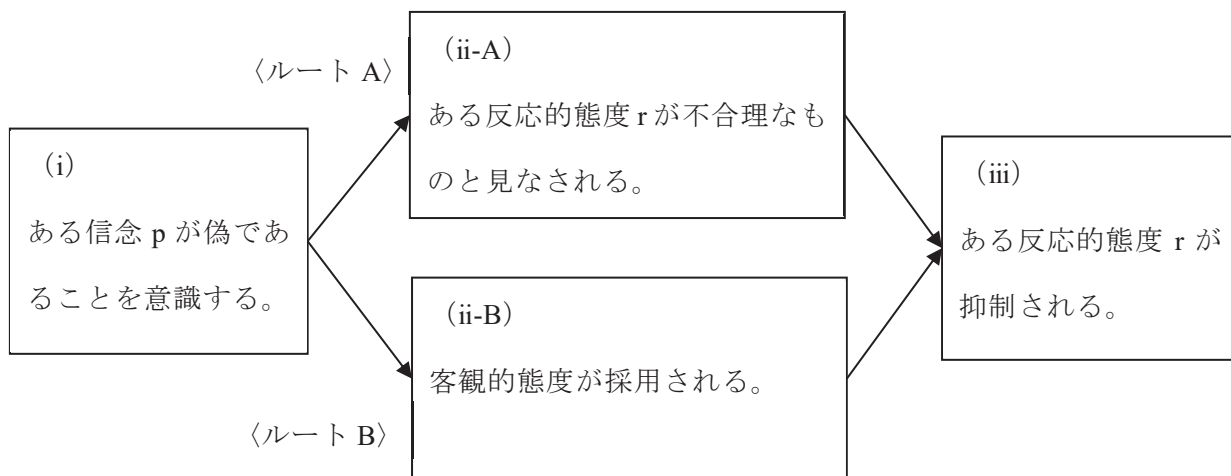 〈ルート A〉
(ii-A)
ある反応的態度 r が不合理なも
のと見なされる。
(i)
ある信念 p が偽であ
ることを意識する。
(iii)
ある反応的態度 r が
抑制される。
(ii-B)
客観的態度が採用される。
〈ルート B〉